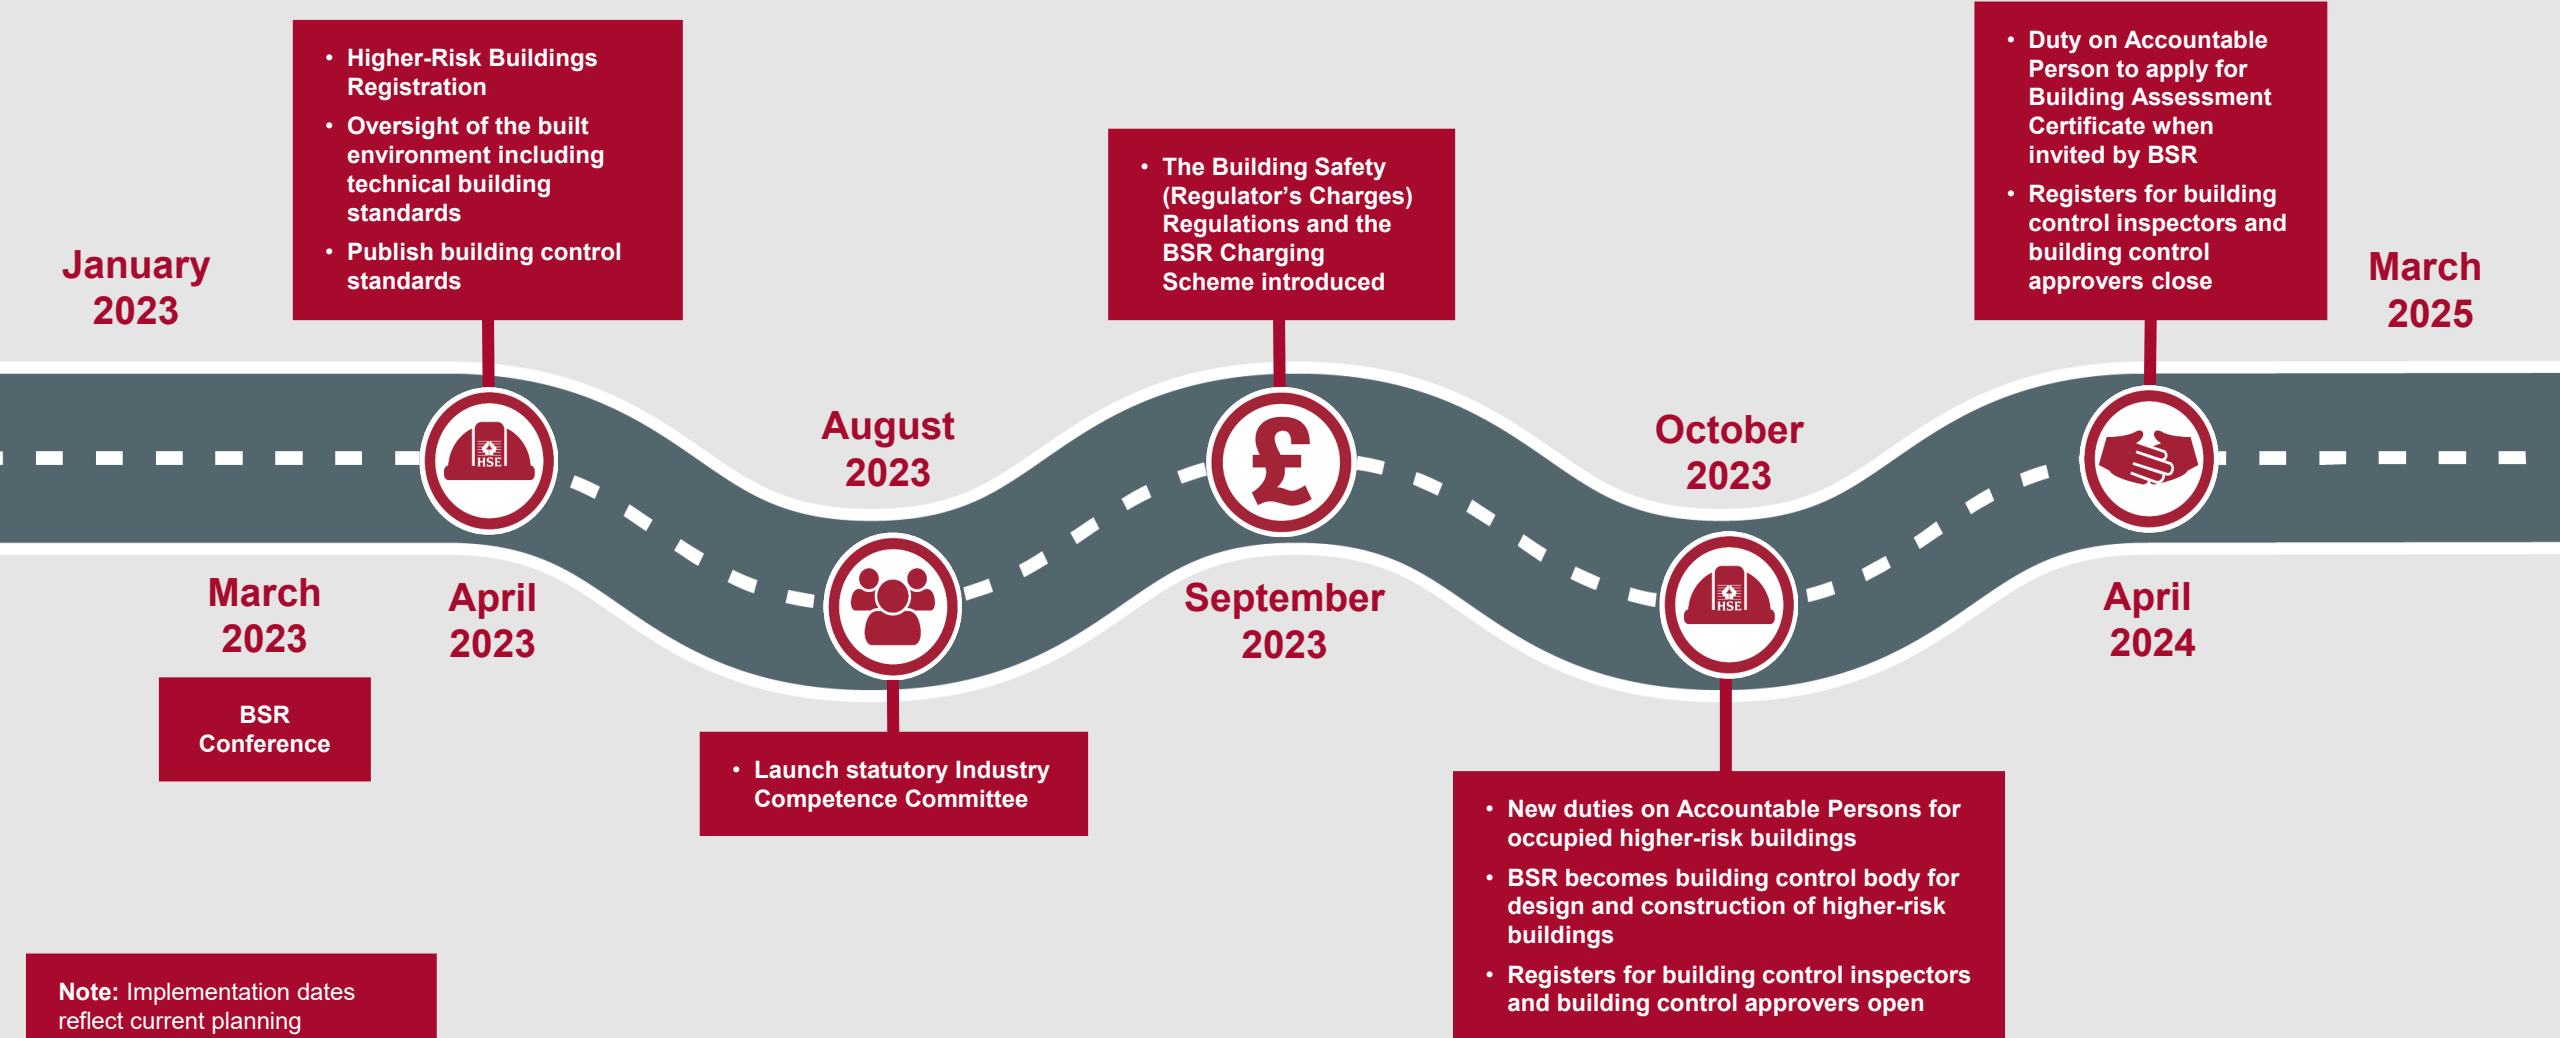 January
2023
• Higher-Risk Buildings
Registration
• Oversight of the built
environment including
technical building
standards
• Publish building control
standards
• The Building Safety
(Regulator’s Charges)
Regulations and the
BSR Charging
Scheme introduced
• Duty on Accountable
Person to apply for
Building Assessment
Certificate when
invited by BSR
• Registers for building
control inspectors and
building control
approvers close
March
2025
HSE
August
2023
October
2023
HSE
March
2023
April
2023
September
2023
April
2024
BSR
Conference
• Launch statutory Industry
Competence Committee
• New duties on Accountable Persons for
occupied higher-risk buildings
• BSR becomes building control body for
design and construction of higher-risk
buildings
• Registers for building control inspectors
and building control approvers open
Note: Implementation dates
reflect current planning